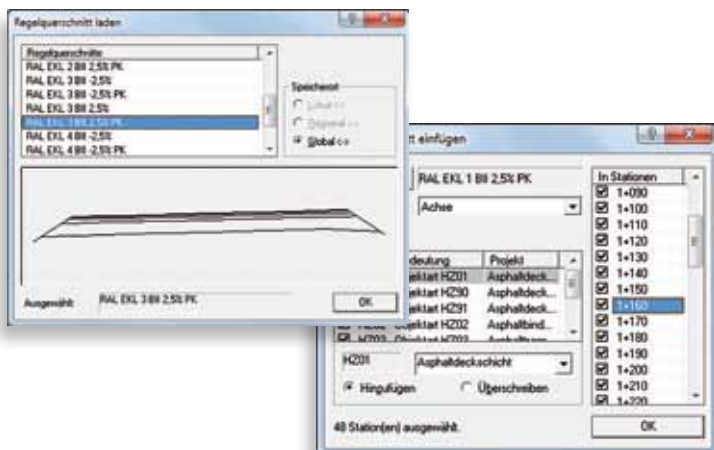 Regelquerschnitt laden
Regelquerschnitte
RAL EKL 2 BII 2,5% PK
RAL EKL 3 BII -2,5%
RAL EKL 3 BII -2,5% PK
RAL EKL 3 BII 2,5%
RAL EKL 3 BII 2,5% PK
RAL EKL 4 BII -2,5%
RAL EKL 4 BII -2,5% PK
Speicherort
Lokal <>
Regional <>
Global <>
Ausgewählt:
RAL EKL 3 BII 2,5% PK
OK
tt einfügen
RAL EKL 1 BII 2,5% PK
Achse
deutung
Projekt
jektart HZ01
Asphaltdeck...
jektart HZ90
Asphaltdeck...
jektart HZ91
Asphaltdeck...
HZ02
Objektart HZ02
Asphaltbind...
HZ01
Asphaltdeckschicht
Hinzufügen
Überschreiben
48 Station(en) ausgewählt.
In Stationen
1+090
1+100
1+110
1+120
1+130
1+140
1+150
1+160
1+170
1+180
1+190
1+200
1+210
1+220
OK